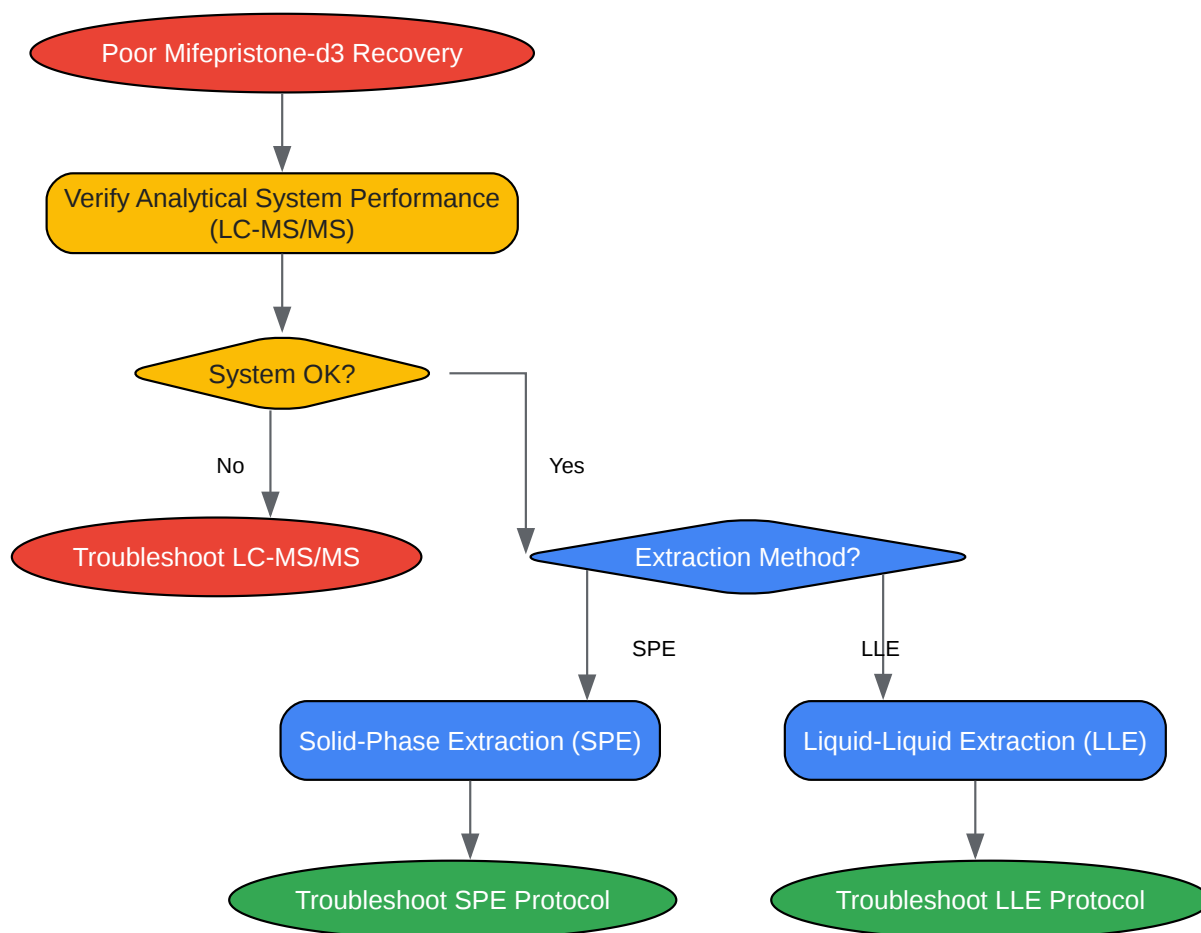 Poor Mifepristone-d3 Recovery
Verify Analytical System Performance
(LC-MS/MS)
System OK?
No
Yes
Troubleshoot LC-MS/MS
Extraction Method?
SPE
LLE
Solid-Phase Extraction (SPE)
Liquid-Liquid Extraction (LLE)
Troubleshoot SPE Protocol
Troubleshoot LLE Protocol